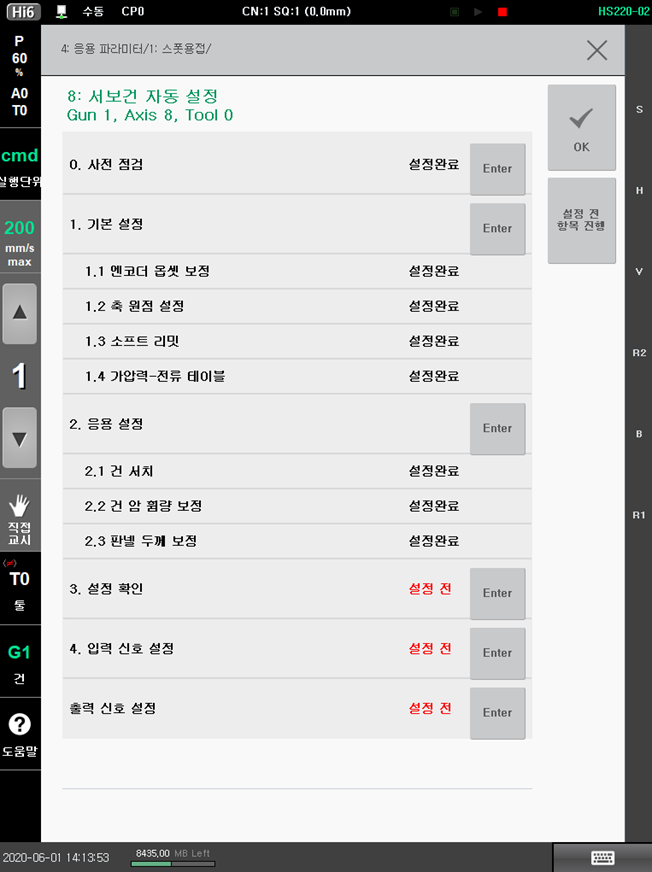 Hi6 수동 CP0 CN:1 SQ:1 (0,0mm) HS220-02
P
60
%
A0
T0
cmd
실행단위
200
mm/s
max
1
직접
교시
T0
툴
G1
건
?
도움말
4: 응용 파라미터/1: 스폿용접/
8: 서보건 자동 설정
Gun 1, Axis 8, Tool 0
0. 사전 점검 설정완료 Enter
1. 기본 설정 Enter
1.1 엔코더 옵셋 보정 설정완료
1.2 축 원점 설정 설정완료
1.3 소프트 리밋 설정완료
1.4 가압력-전류 테이블 설정완료
2. 응용 설정 Enter
2.1 건 서치 설정완료
2.2 건 암 휨량 보정 설정완료
2.3 판넬 두께 보정 설정완료
3. 설정 확인 설정 전 Enter
4. 입력 신호 설정 설정 전 Enter
출력 신호 설정 설정 전 Enter
OK
설정 전
항목 진행
S
H
V
R2
B
R1
2020-06-01 14:13:53 8435,00 MB Left